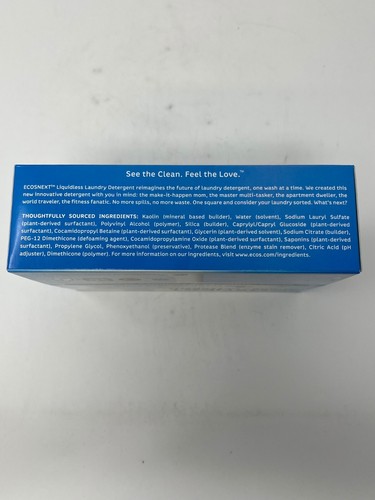 See the Clean. Feel the Love.™
ECOSNEXT™ Liquidless Laundry Detergent reimagines the future of laundry detergent, one wash at a time. We created this
new innovative detergent with you in mind: the make-it-happen mom, the master multi-tasker, the apartment dweller, the
world traveler, the fitness fanatic. No more spills, no more waste. One square and consider your laundry sorted. What's next?
THOUGHTFULLY SOURCED INGREDIENTS: Kaolin (mineral based builder), Water (solvent), Sodium Lauryl Sulfate
(plant-derived surfactant), Polyvinyl Alcohol (polymer), Silica (builder), Caprylyl/Capryl Glucoside (plant-derived
surfactant), Cocamidopropyl Betaine (plant-derived surfactant), Glycerin (plant-derived solvent), Sodium Citrate (builder),
PEG-12 Dimethicone (defoaming agent), Cocamidopropylamine Oxide (plant-derived surfactant), Saponins (plant-derived
surfactant), Propylene Glycol, Phenoxyethanol (preservative), Protease Blend (enzyme stain remover), Citric Acid (pH
adjuster), Dimethicone (polymer). For more information on our ingredients, visit www.ecos.com/ingredients.